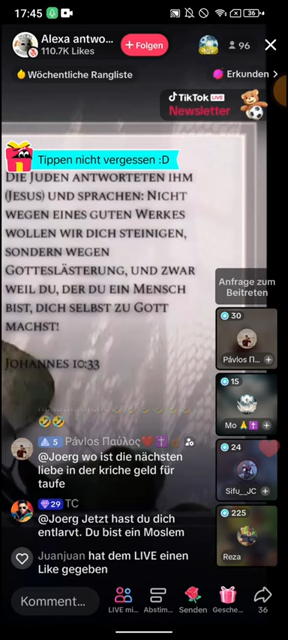 17:45
36
Alexa antwo...
110.7K Likes
+ Folgen
96
Wöchentliche Rangliste
Erkunden >
TikTok LIVE
Newsletter
Tippen nicht vergessen :D
Die Juden antworteten ihm
(Jesus) und sprachen: Nicht
wegen eines guten Werkes
wollen wir dich steinigen,
sondern wegen
Gotteslästerung, und zwar
weil du, der du ein Mensch
bist, dich selbst zu Gott
machst!
Johannes 10:33
Anfrage zum
Beitreten
30
Pávlos Π...
15
Mo 🙏✝️
24
Sifu_JC
225
Reza
🤣🤣
5 Pávlos Παύλος❤️✝️
@Joerg wo ist die nächsten
liebe in der kriche geld für
taufe
29 TC
@Joerg Jetzt hast du dich
entlarvt. Du bist ein Moslem
Juanjuan hat dem LIVE einen
Like gegeben
Komment...
LIVE mi...
Abstim...
Senden
Gesche...
36